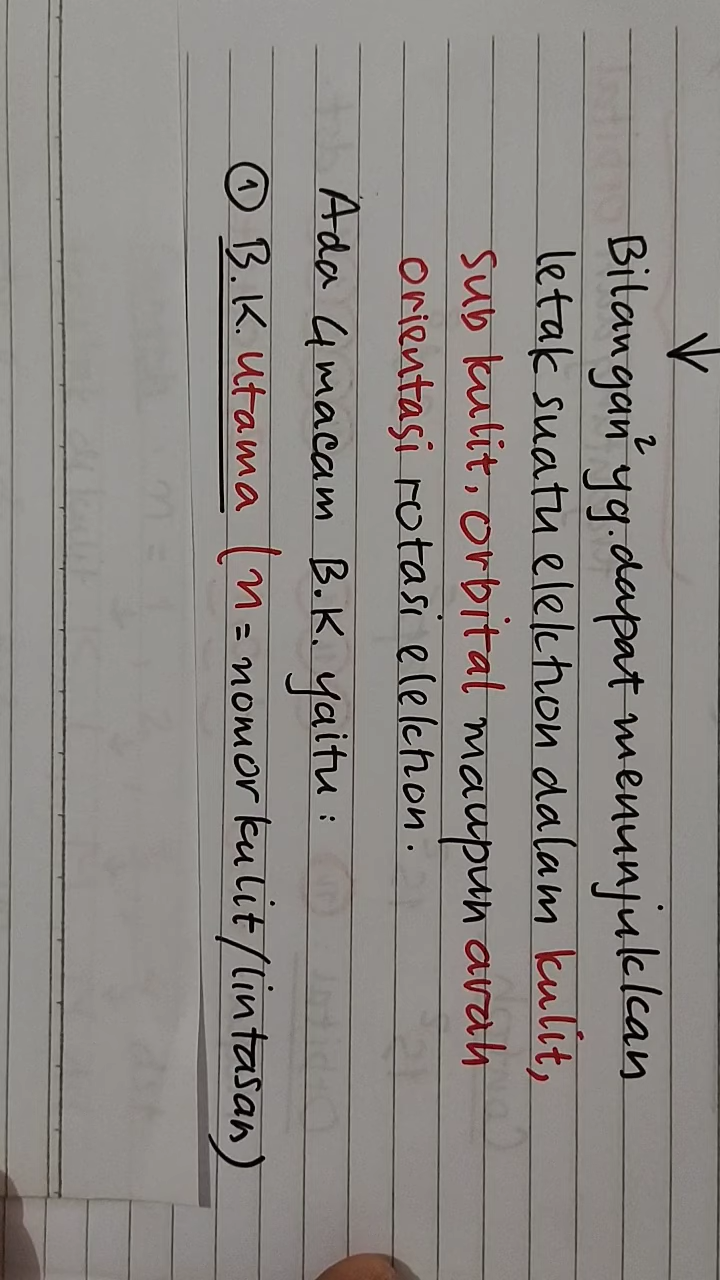 Bilangan² yg. dapat menunjukkan
letak suatu elektron dalam kulit,
sub kulit, orbital maupun arah
orientasi rotasi elektron.
Ada 4 macam B.K. yaitu:
① B.K. Utama (n = nomor kulit/lintasan)